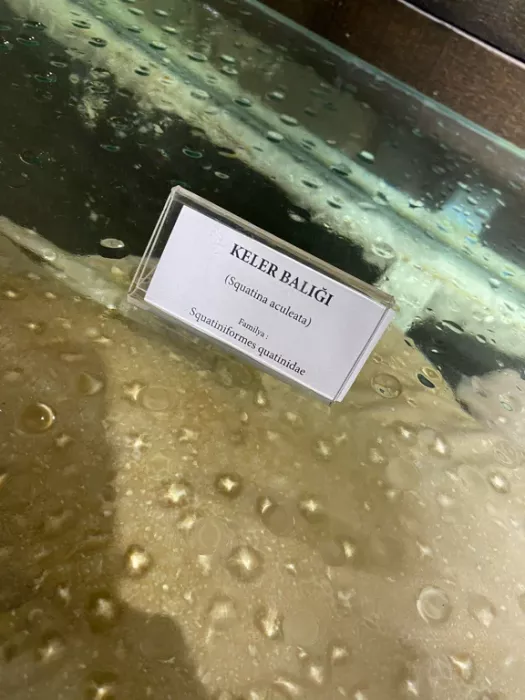 KELER BALIĞI
(Squatina aculeata)
Familya :
Squatiniformes quatinidae